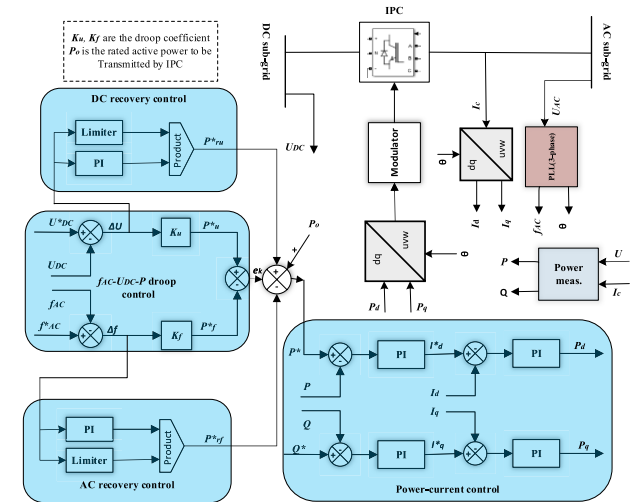 Ku, Kf are the droop coefficient
Po is the rated active power to be
Transmitted by IPC
IPC
DC sub-grid
AC sub-grid
UDC
Ic
UAC
Modulator
θ
dq
uvw
PLL(3-phase)
Id
Iq
fAC
θ
dq
uvw
θ
Pd
Pq
P
Q
Power
meas.
U
Ic
DC recovery control
Limiter
PI
Product
P*ru
U*DC
ΔU
Ku
P*u
UDC
fAC-UDC-P droop
control
fAC
f*AC
Δf
Kf
P*f
ek
Po
PI
Limiter
Product
P*rf
AC recovery control
P*
P
PI
I*d
Id
PI
Pd
Q
Q*
PI
I*q
Iq
PI
Pq
Power-current control